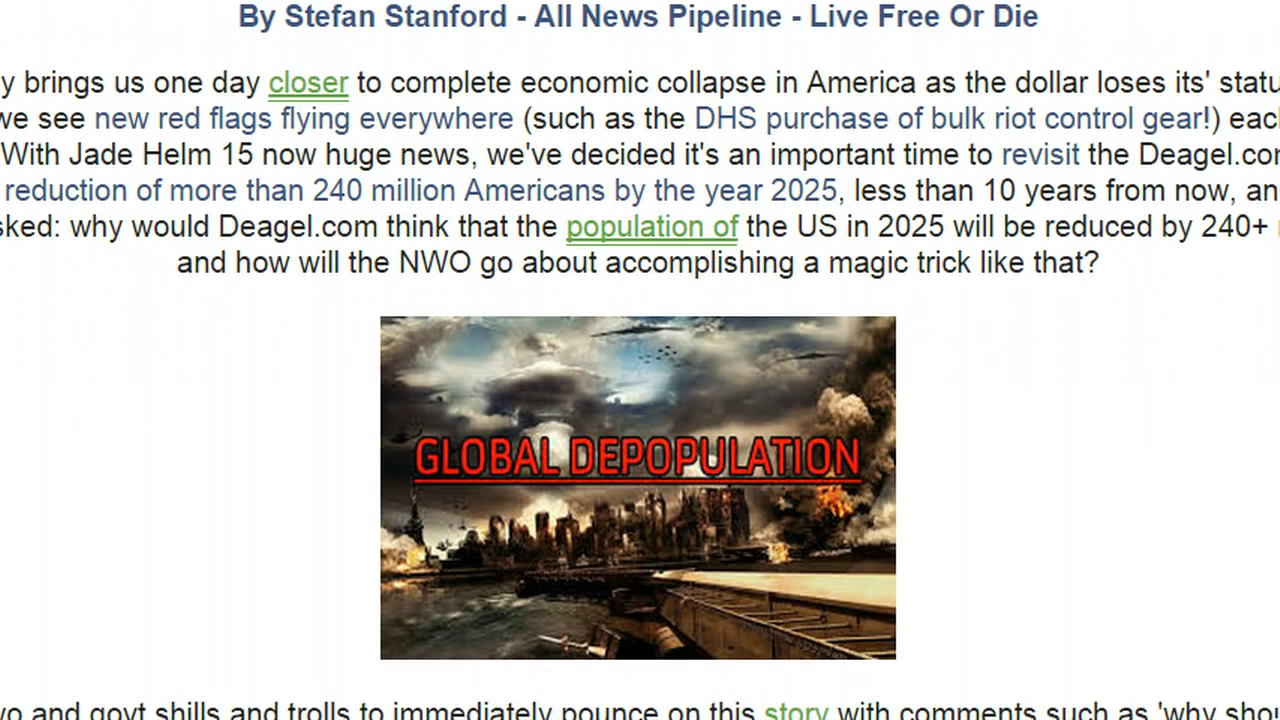 By Stefan Stanford - All News Pipeline - Live Free Or Die
y brings us one day closer to complete economic collapse in America as the dollar loses its' statu
we see new red flags flying everywhere (such as the DHS purchase of bulk riot control gear!) eac
With Jade Helm 15 now huge news, we've decided it's an important time to revisit the Deagel.co
reduction of more than 240 million Americans by the year 2025, less than 10 years from now, an
sked: why would Deagel.com think that the population of the US in 2025 will be reduced by 240+
and how will the NWO go about accomplishing a magic trick like that?
GLOBAL DEPOPULATION
wo and govt shills and trolls to immediately pounce on this story with comments such as 'why shou